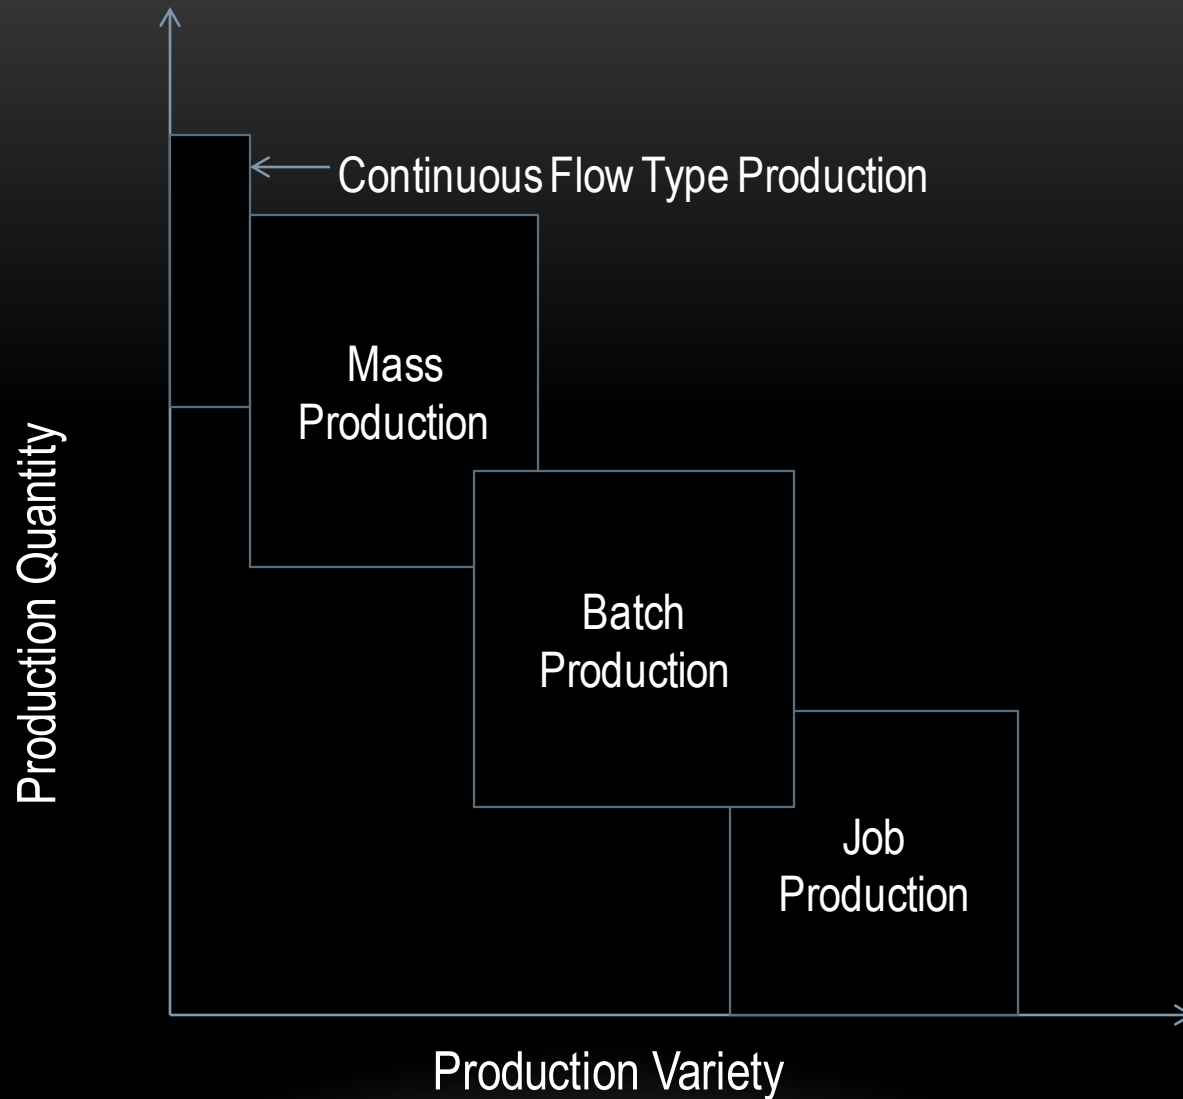 Continuous Flow Type Production
Mass
Production
Production Quantity
Batch
Production
Job
Production
Production Variety